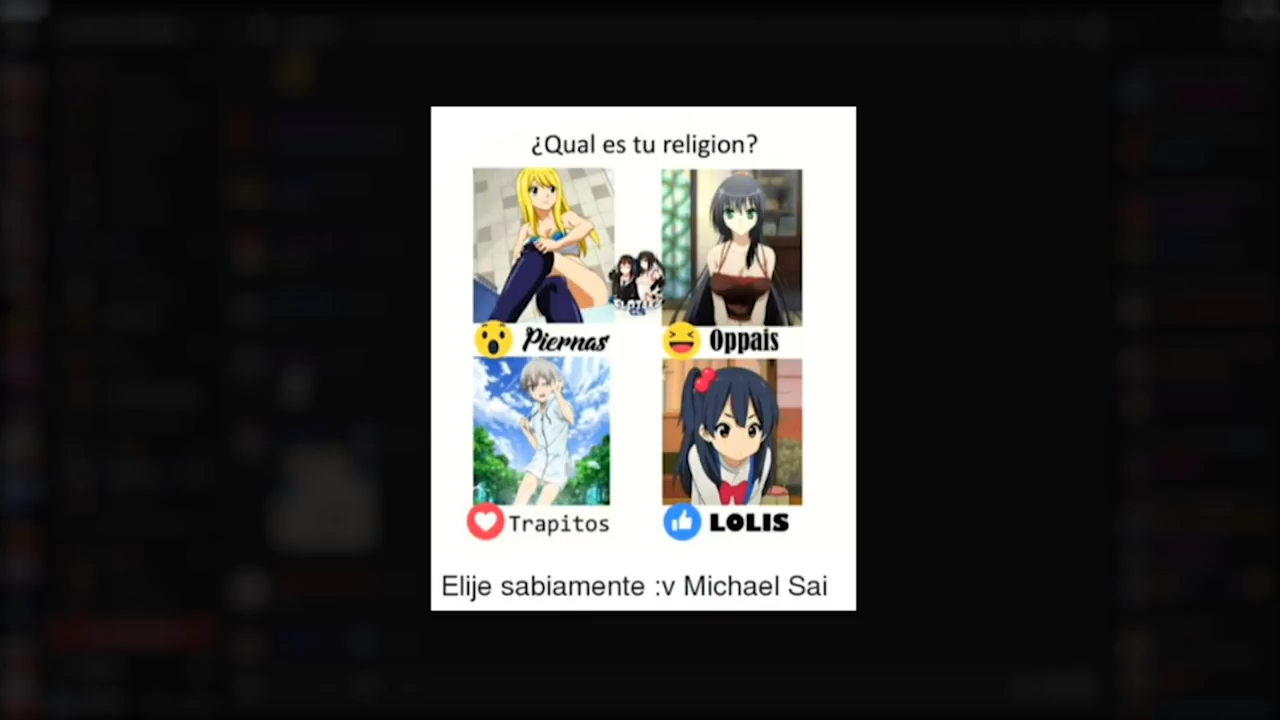 ¿Qual es tu religion?
Piernas
Oppais
Trapitos
LOLIS
Elije sabiamente :v Michael Sai